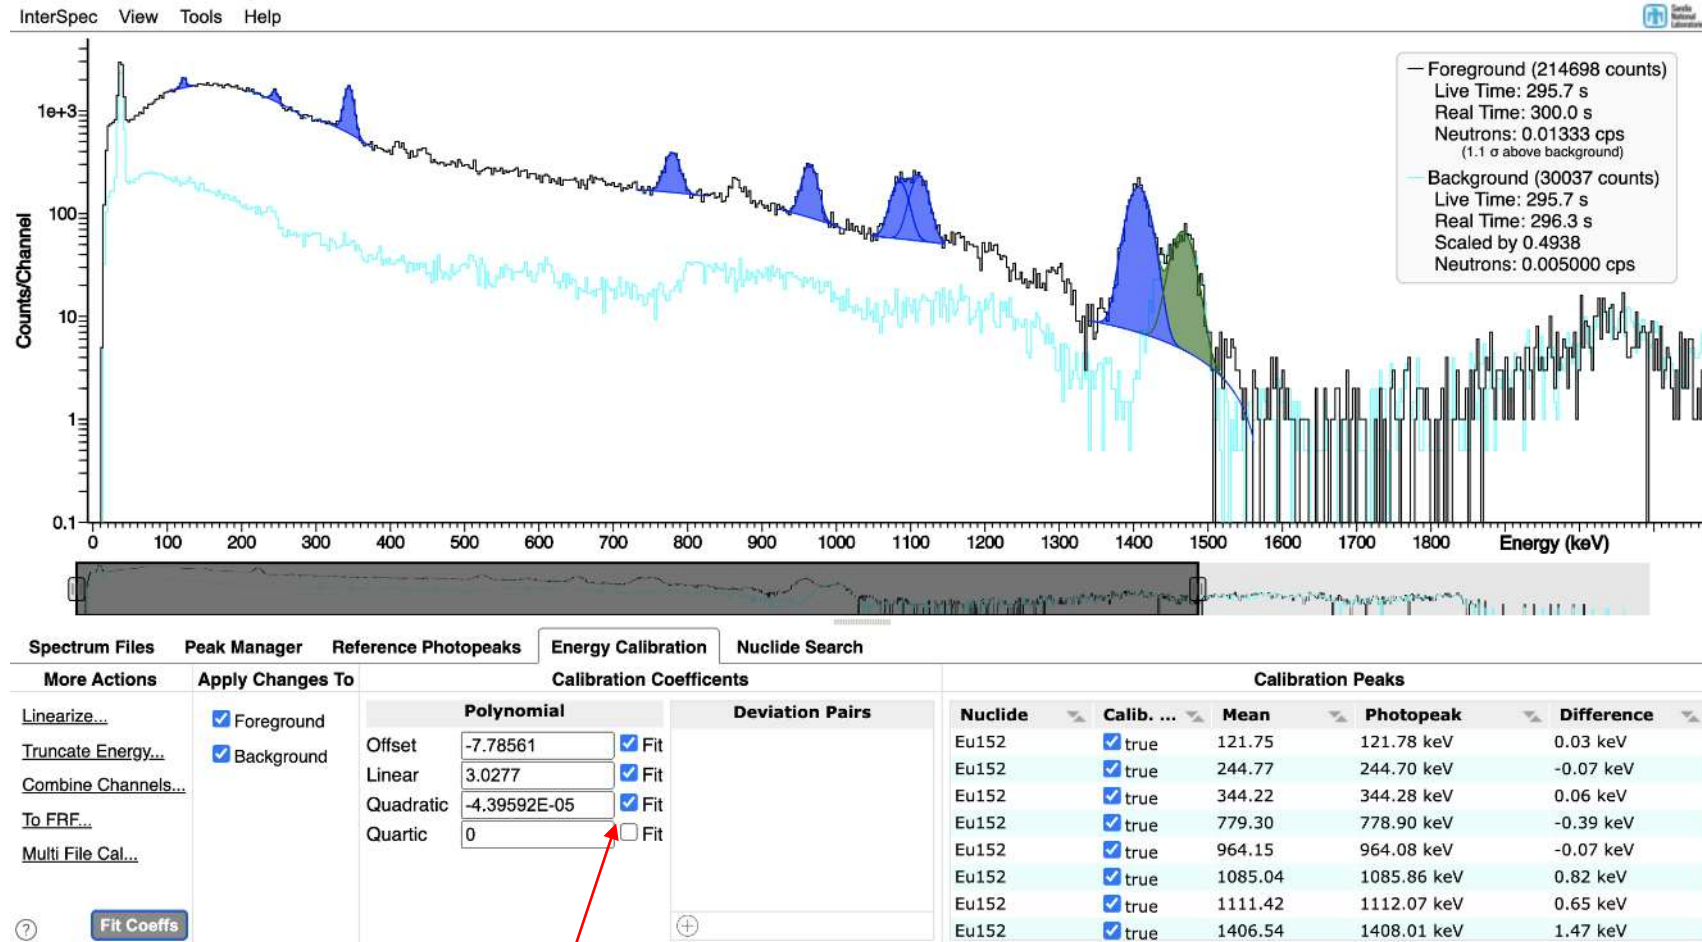 InterSpec View Tools Help
Sandia National Laboratories
Foreground (214698 counts)
Live Time: 295.7 s
Real Time: 300.0 s
Neutrons: 0.01333 cps
(1.1 σ above background)
Background (30037 counts)
Live Time: 295.7 s
Real Time: 296.3 s
Scaled by 0.4938
Neutrons: 0.005000 cps
Counts/Channel
1e+3
100
10
1
0.1
0 100 200 300 400 500 600 700 800 900 1000 1100 1200 1300 1400 1500 1600 1700 1800 Energy (keV)
Spectrum Files Peak Manager Reference Photopeaks Energy Calibration Nuclide Search
More Actions Apply Changes To Calibration Coefficents Calibration Peaks
Linearize...
Truncate Energy...
Combine Channels...
To FRF...
Multi File Cal...
? Fit Coeffs
Foreground
Background
Polynomial
Offset -7.78561 Fit
Linear 3.0277 Fit
Quadratic -4.39592E-05 Fit
Quartic 0 Fit
Deviation Pairs
Nuclide Calib. ... Mean Photopeak Difference
Eu152 true 121.75 121.78 keV 0.03 keV
Eu152 true 244.77 244.70 keV -0.07 keV
Eu152 true 344.22 344.28 keV 0.06 keV
Eu152 true 779.30 778.90 keV -0.39 keV
Eu152 true 964.15 964.08 keV -0.07 keV
Eu152 true 1085.04 1085.86 keV 0.82 keV
Eu152 true 1111.42 1112.07 keV 0.65 keV
Eu152 true 1406.54 1408.01 keV 1.47 keV